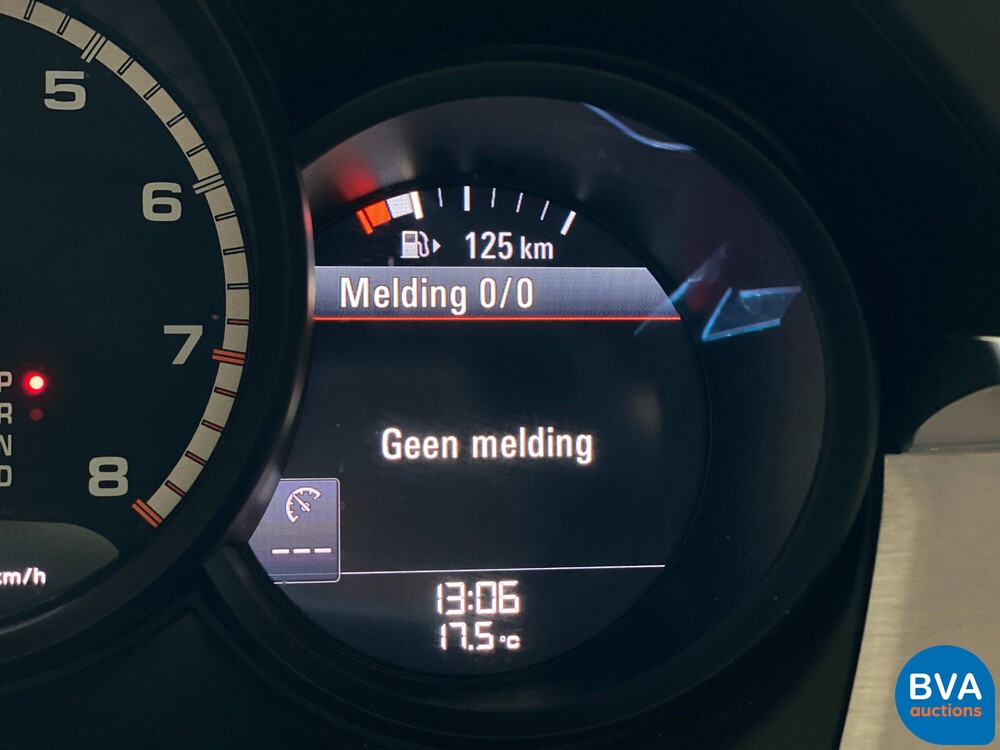 5
6
7
8
P
R
N
D
km/h
125 km
Melding 0/0
Geen melding
---
13:06
17.5 °C
BVA
auctions